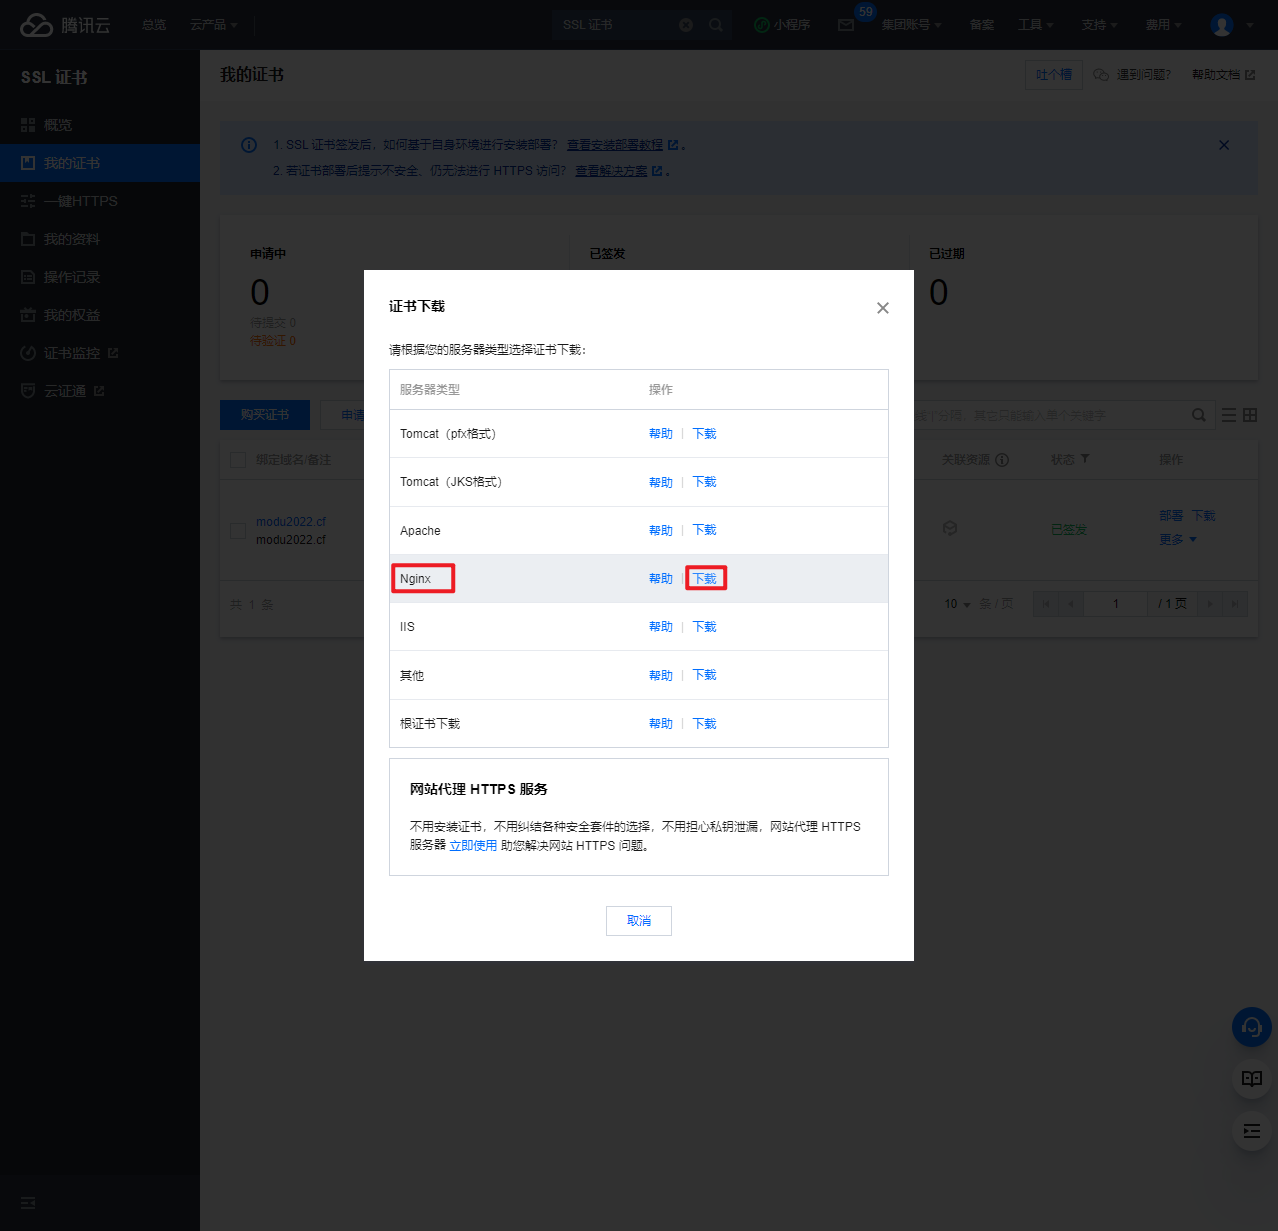 腾讯云 总览 云产品 SSL 证书 小程序 59 集团账号 备案 工具 支持 费用
SSL 证书
概览
我的证书
一键HTTPS
我的资料
操作记录
我的权益
证书监控
云证通
我的证书 吐个槽 遇到问题? 帮助文档
1. SSL 证书签发后，如何基于自身环境进行安装部署？ 查看安装部署教程 。
2. 若证书部署后提示不安全、仍无法进行 HTTPS 访问？ 查看解决方案 。
申请中 已签发 已过期
0 0
待提交 0
待验证 0
购买证书 申请 分隔，其它只能输入单个关键字
绑定域名/备注 关联资源 状态 操作
modu2022.cf 已签发 部署 下载
modu2022.cf 更多
共 1 条 10 条 / 页 1 / 1 页
证书下载
请根据您的服务器类型选择证书下载：
服务器类型 操作
Tomcat（pfx格式） 帮助 下载
Tomcat（JKS格式） 帮助 下载
Apache 帮助 下载
Nginx 帮助 下载
IIS 帮助 下载
其他 帮助 下载
根证书下载 帮助 下载
网站代理 HTTPS 服务
不用安装证书，不用纠结各种安全套件的选择，不用担心私钥泄漏，网站代理 HTTPS
服务器 立即使用 助您解决网站 HTTPS 问题。
取消